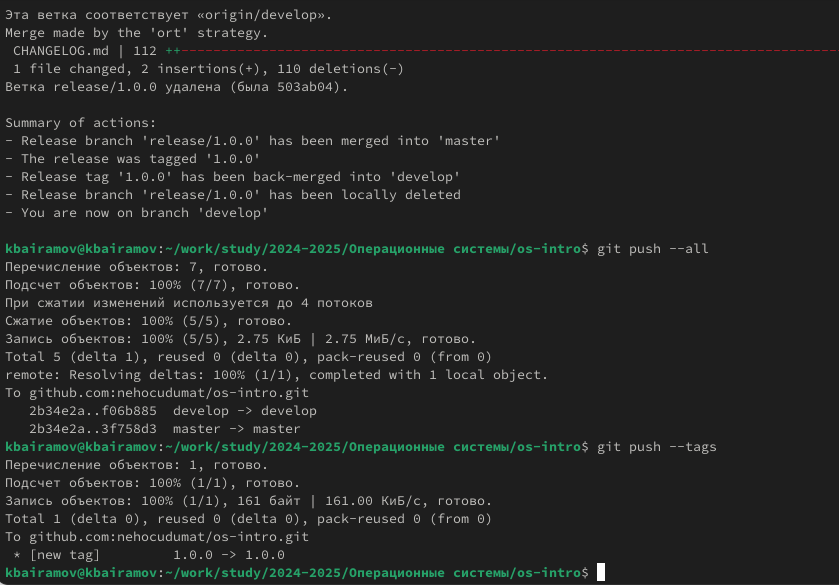 Эта ветка соответствует «origin/develop».
Merge made by the 'ort' strategy.
 CHANGELOG.md | 112 ++----------------------------------------------------------------------------------
 1 file changed, 2 insertions(+), 110 deletions(-)
Ветка release/1.0.0 удалена (была 503ab04).

Summary of actions:
- Release branch 'release/1.0.0' has been merged into 'master'
- The release was tagged '1.0.0'
- Release tag '1.0.0' has been back-merged into 'develop'
- Release branch 'release/1.0.0' has been locally deleted
- You are now on branch 'develop'

kbairamov@kbairamov:~/work/study/2024-2025/Операционные системы/os-intro$ git push --all
Перечисление объектов: 7, готово.
Подсчет объектов: 100% (7/7), готово.
При сжатии изменений используется до 4 потоков
Сжатие объектов: 100% (5/5), готово.
Запись объектов: 100% (5/5), 2.75 КиБ | 2.75 МиБ/с, готово.
Total 5 (delta 1), reused 0 (delta 0), pack-reused 0 (from 0)
remote: Resolving deltas: 100% (1/1), completed with 1 local object.
To github.com:nehocudumat/os-intro.git
   2b34e2a..f06b885  develop -> develop
   2b34e2a..3f758d3  master -> master
kbairamov@kbairamov:~/work/study/2024-2025/Операционные системы/os-intro$ git push --tags
Перечисление объектов: 1, готово.
Подсчет объектов: 100% (1/1), готово.
Запись объектов: 100% (1/1), 161 байт | 161.00 КиБ/с, готово.
Total 1 (delta 0), reused 0 (delta 0), pack-reused 0 (from 0)
To github.com:nehocudumat/os-intro.git
 * [new tag]         1.0.0 -> 1.0.0
kbairamov@kbairamov:~/work/study/2024-2025/Операционные системы/os-intro$